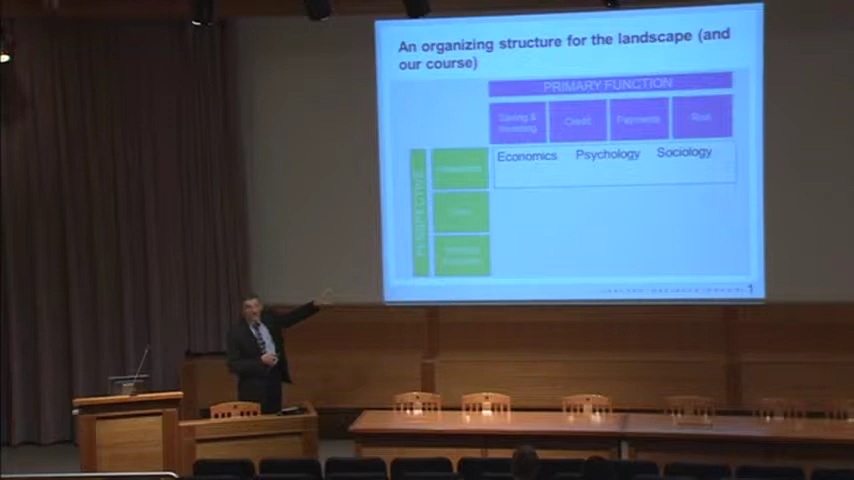 An organizing structure for the landscape (and
our course)
PRIMARY FUNCTION
Saving &
Investing
Credit
Payments
Risk
Economics Psychology Sociology
PERSPECTIVE
1